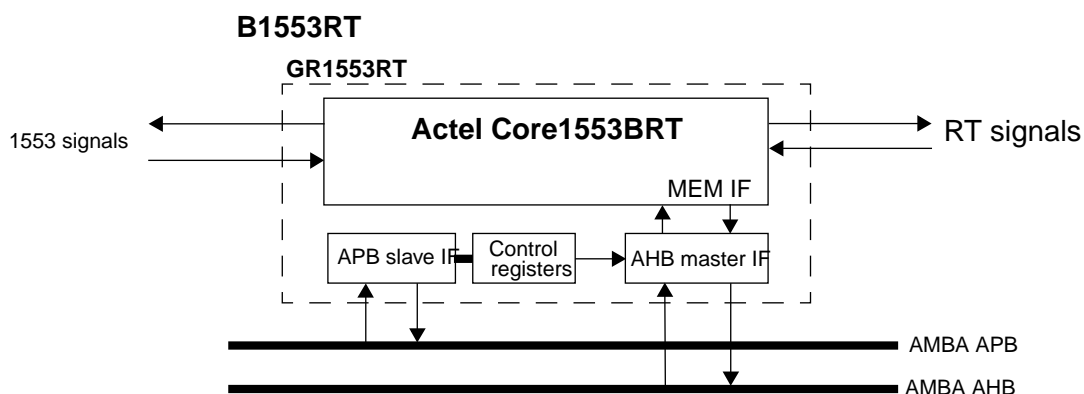 B1553RT
GR1553RT
Actel Core1553BRT
1553 signals
RT signals
MEM IF
APB slave IF
Control
registers
AHB master IF
AMBA APB
AMBA AHB